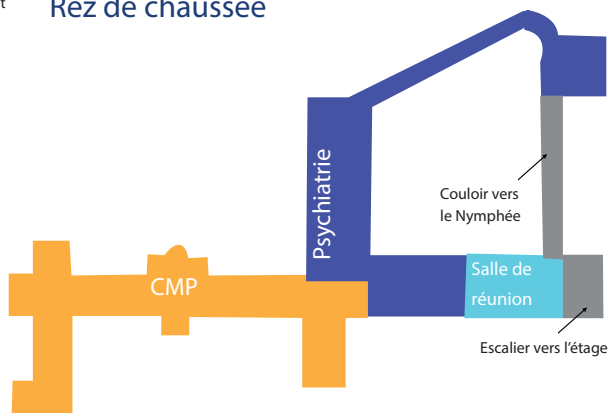 t
Rez de chaussée
Psychiatrie
Couloir vers
le Nymphée
CMP
Salle de
réunion
Escalier vers l'étage